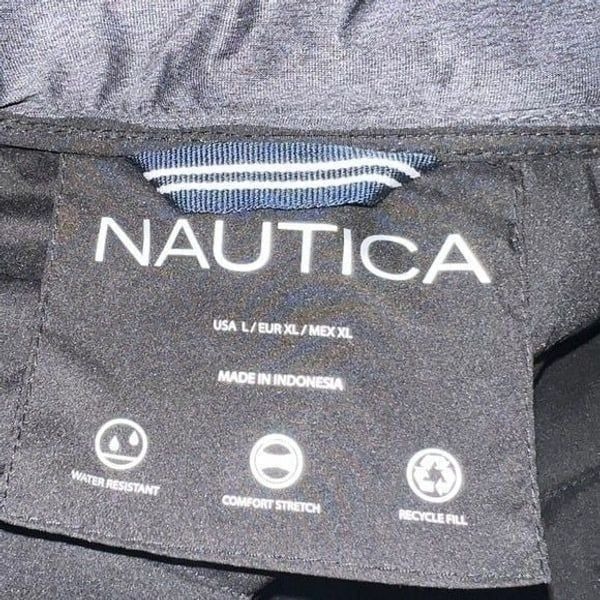 NAUTICA
USA L / EUR XL / MEX XL
MADE IN INDONESIA
WATER RESISTANT
COMFORT STRETCH
RECYCLE FILL